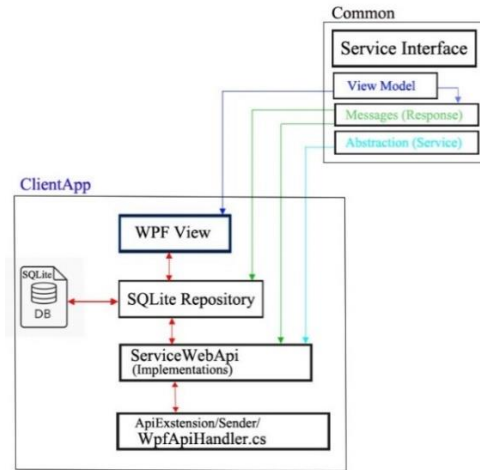 Common
Service Interface
View Model
Messages (Response)
Abstraction (Service)
ClientApp
WPF View
SQLite
DB
SQLite Repository
ServiceWebApi
(Implementations)
ApiExstension/Sender/
WpfApiHandler.cs